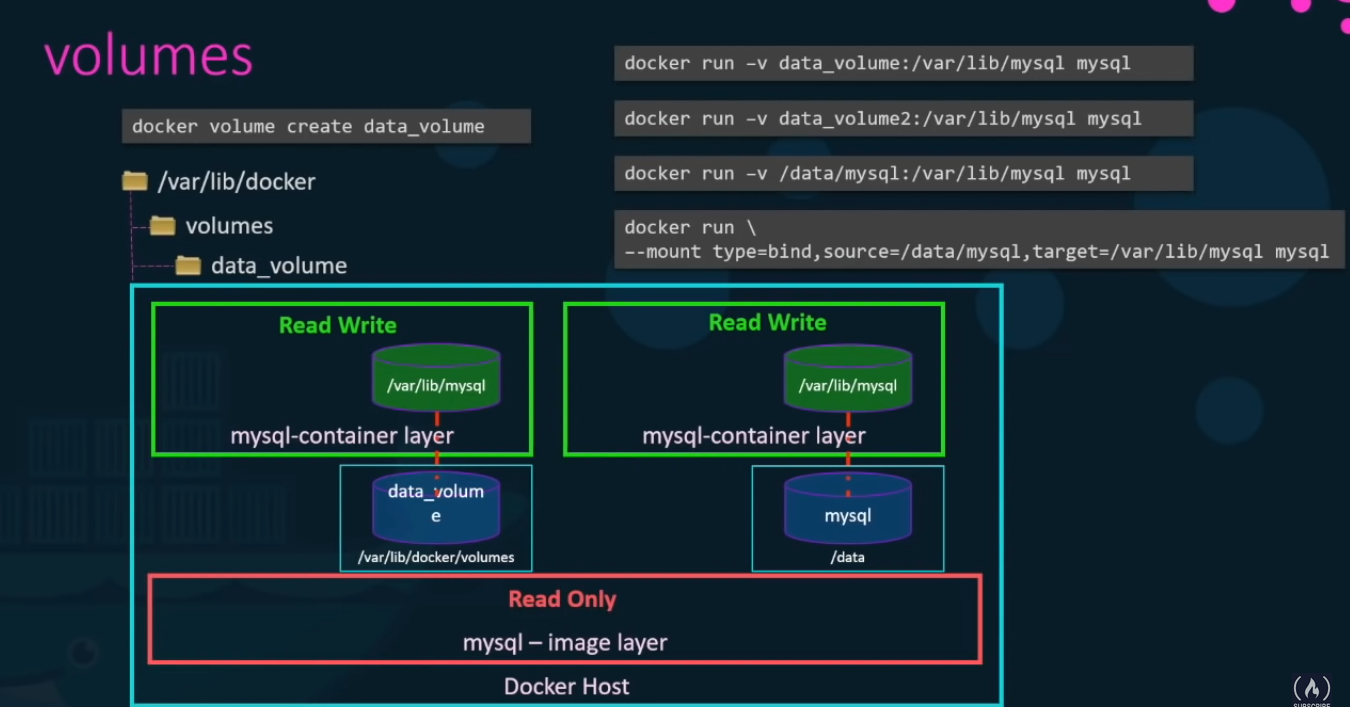 volumes
docker volume create data_volume
/var/lib/docker
volumes
data_volume
docker run –v data_volume:/var/lib/mysql mysql
docker run –v data_volume2:/var/lib/mysql mysql
docker run –v /data/mysql:/var/lib/mysql mysql
docker run \
--mount type=bind,source=/data/mysql,target=/var/lib/mysql mysql
Read Write
/var/lib/mysql
mysql-container layer
data_volum
e
/var/lib/docker/volumes
Read Write
/var/lib/mysql
mysql-container layer
mysql
/data
Read Only
mysql – image layer
Docker Host
SUBSCRIBE